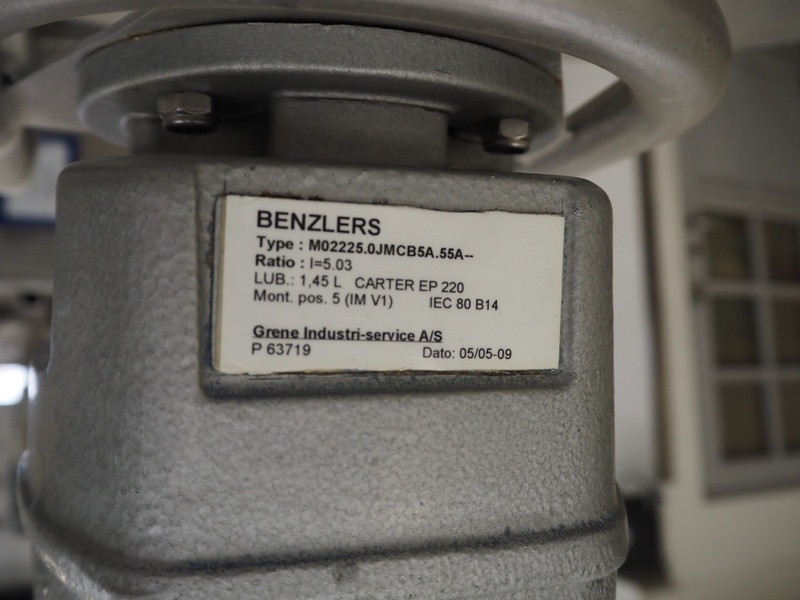 BENZLERS
Type : M02225.0JMCB5A.55A--
Ratio : I=5.03
LUB.: 1,45 L CARTER EP 220
Mont. pos. 5 (IM V1) IEC 80 B14
Grene Industri-service A/S
P 63719 Dato: 05/05-09